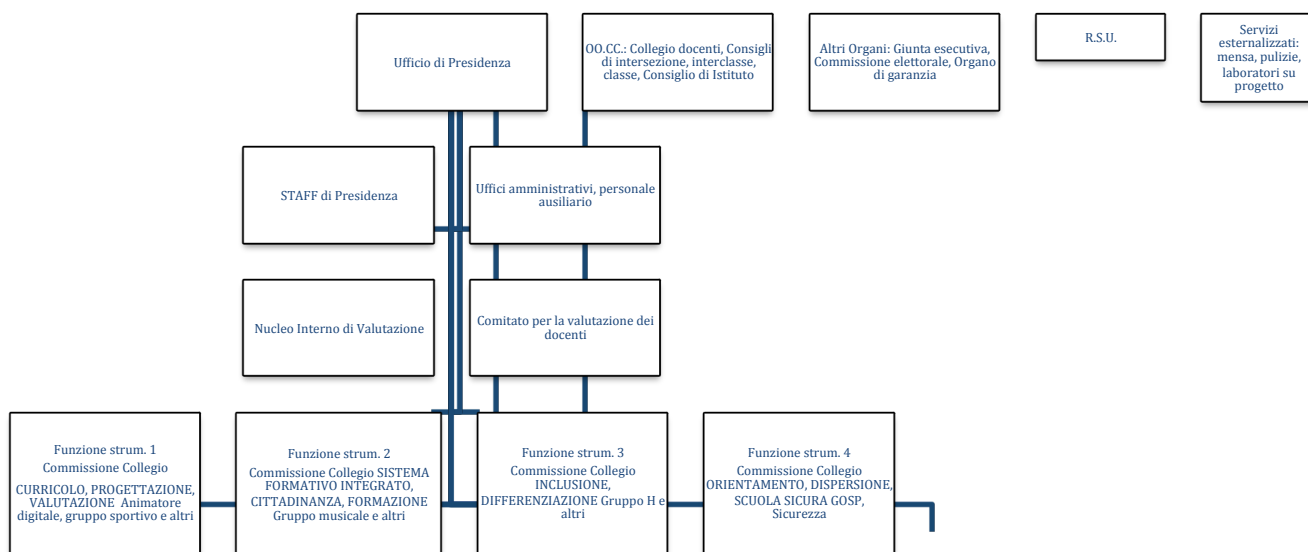 Ufficio di Presidenza
OO.CC.: Collegio docenti, Consigli
di intersezione, interclasse,
classe, Consiglio di Istituto
Altri Organi: Giunta esecutiva,
Commissione elettorale, Organo
di garanzia
R.S.U.
Servizi
esternalizzati:
mensa, pulizie,
laboratori su
progetto
STAFF di Presidenza
Uffici amministrativi, personale
ausiliario
Nucleo Interno di Valutazione
Comitato per la valutazione dei
docenti
Funzione strum. 1
Commissione Collegio
CURRICOLO, PROGETTAZIONE,
VALUTAZIONE Animatore
digitale, gruppo sportivo e altri
Funzione strum. 2
Commissione Collegio SISTEMA
FORMATIVO INTEGRATO,
CITTADINANZA, FORMAZIONE
Gruppo musicale e altri
Funzione strum. 3
Commissione Collegio
INCLUSIONE,
DIFFERENZIAZIONE Gruppo H e
altri
Funzione strum. 4
Commissione Collegio
ORIENTAMENTO, DISPERSIONE,
SCUOLA SICURA GOSP,
Sicurezza